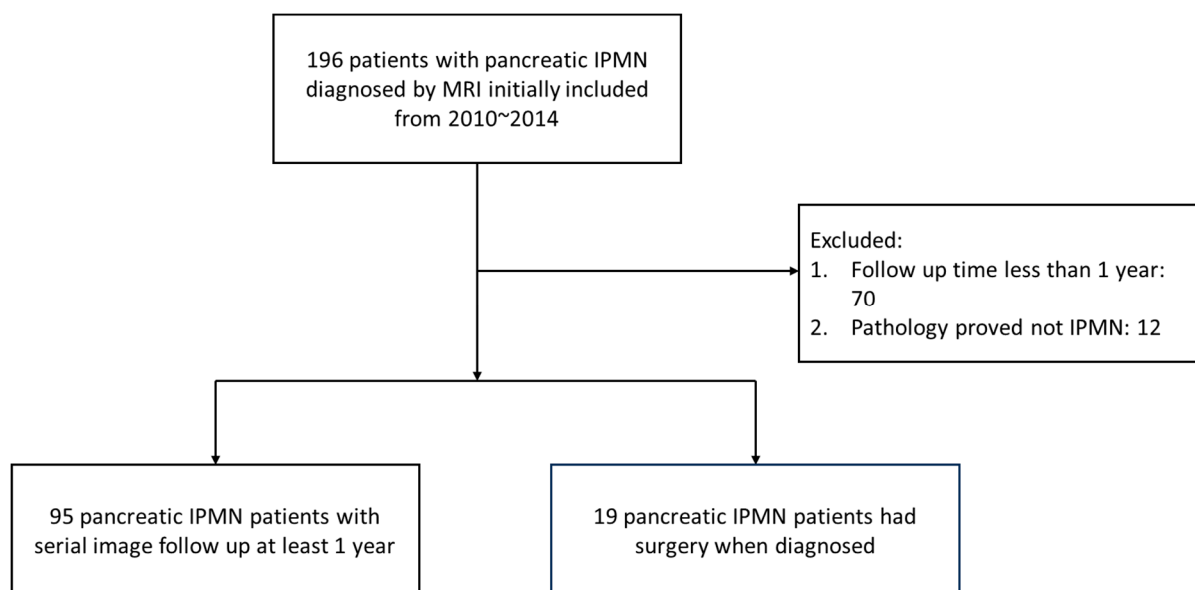 196 patients with pancreatic IPMN
diagnosed by MRI initially included
from 2010~2014
Excluded:
1. Follow up time less than 1 year:
70
2. Pathology proved not IPMN: 12
95 pancreatic IPMN patients with
serial image follow up at least 1 year
19 pancreatic IPMN patients had
surgery when diagnosed